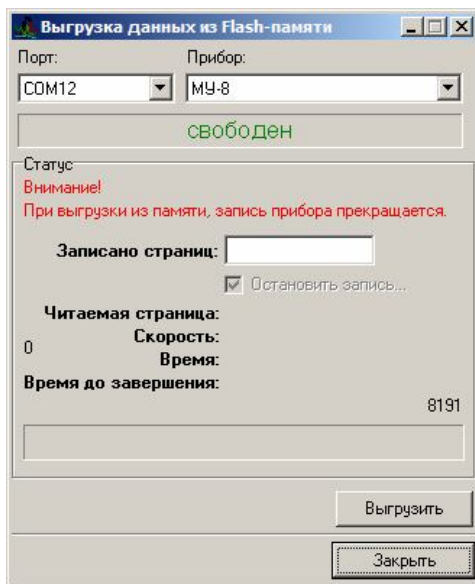 Выгрузка данных из Flash-памяти
Порт: Прибор:
COM12 МУ-8
свободен
Статус
Внимание!
При выгрузки из памяти, запись прибора прекращается.
Записано страниц:
Остановить запись...
Читаемая страница:
Скорость:
0
Время:
Время до завершения:
8191
Выгрузить
Закрыть